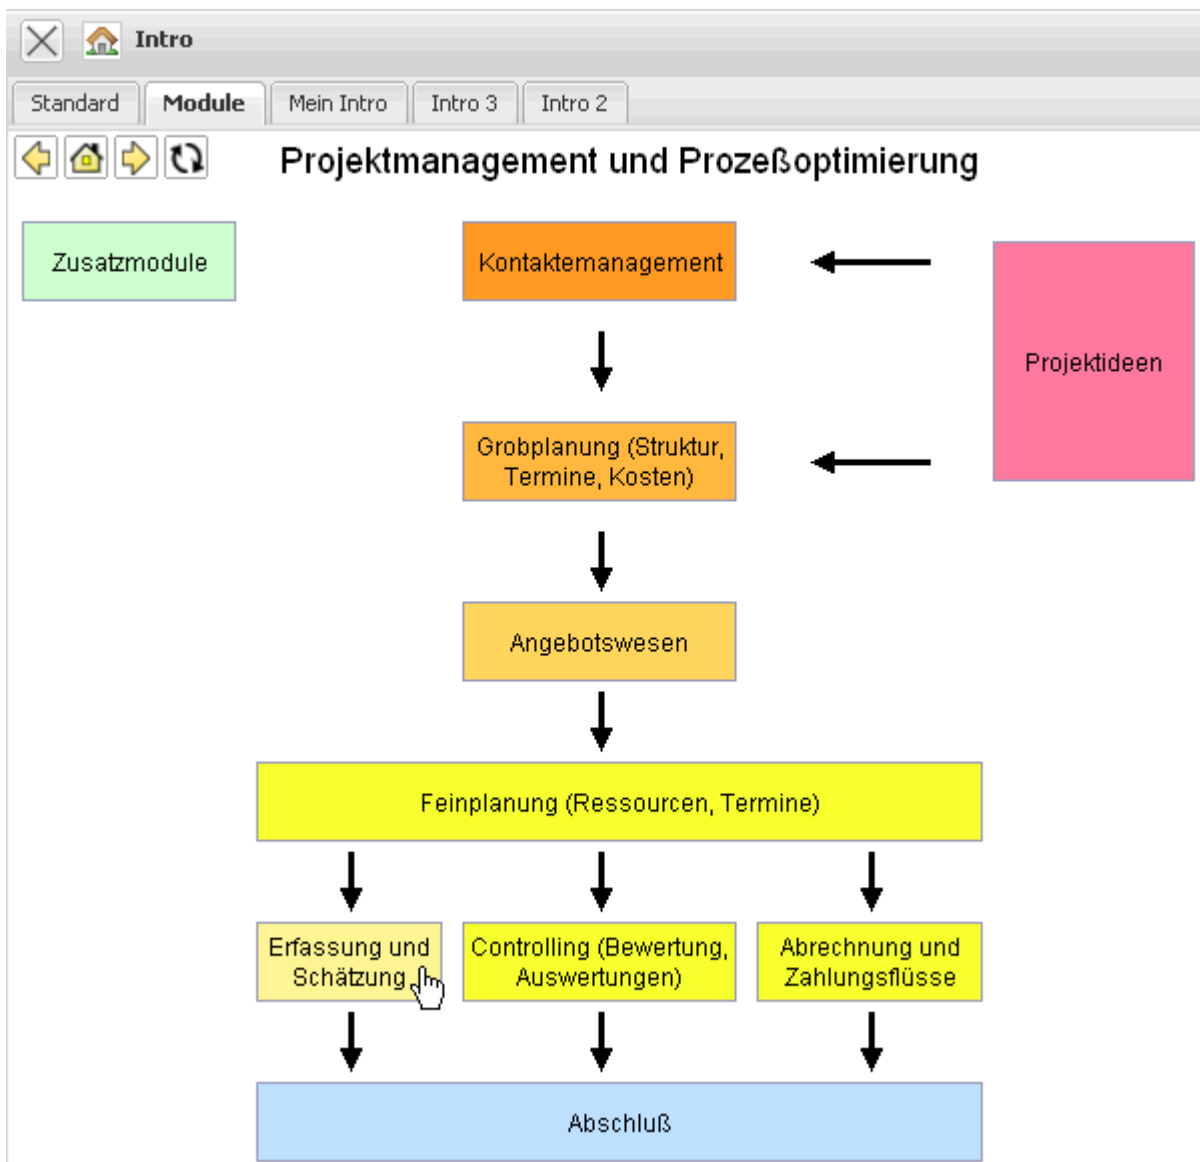 Intro
Standard
Module
Mein Intro
Intro 3
Intro 2
Projektmanagement und Prozeßoptimierung
Zusatzmodule
Kontaktemanagement
Projektideen
Grobplanung (Struktur,
Termine, Kosten)
Angebotswesen
Feinplanung (Ressourcen, Termine)
Erfassung und
Schätzung
Controlling (Bewertung,
Auswertungen)
Abrechnung und
Zahlungsflüsse
Abschluß